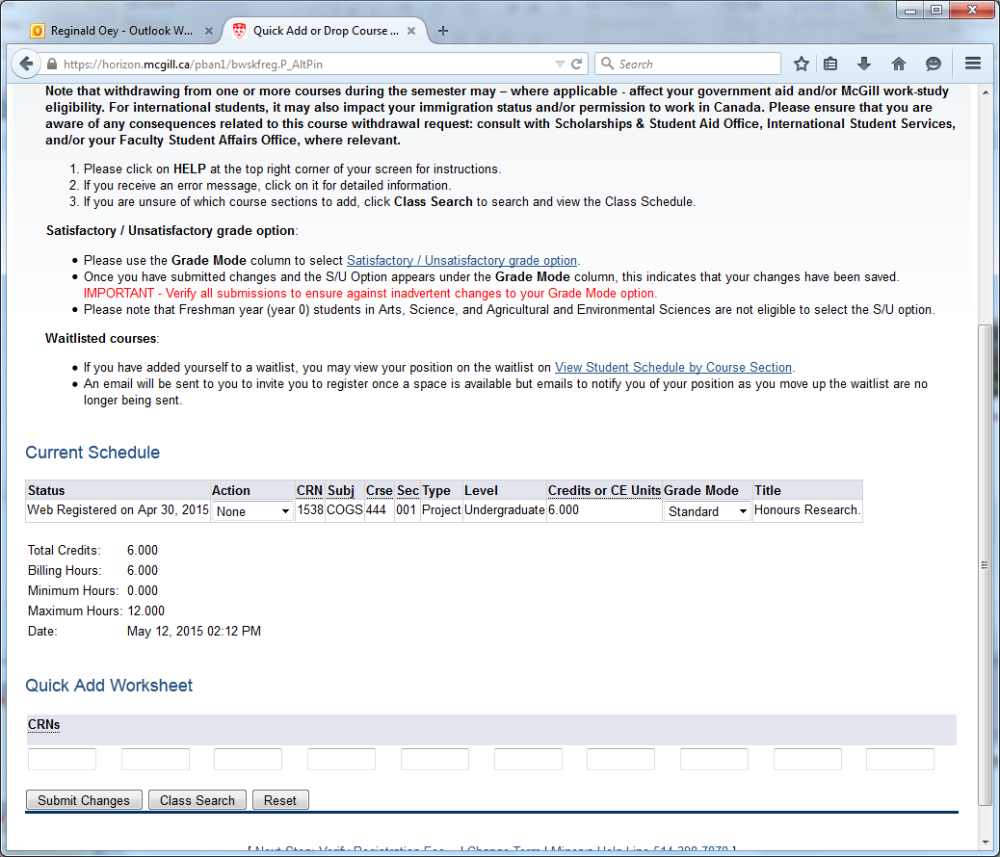 Reginald Oey - Outlook W... × Quick Add or Drop Course ... × +
https://horizon.mcgill.ca/pban1/bwskfreg.P_AltPin Search
Note that withdrawing from one or more courses during the semester may – where applicable - affect your government aid and/or McGill work-study
eligibility. For international students, it may also impact your immigration status and/or permission to work in Canada. Please ensure that you are
aware of any consequences related to this course withdrawal request: consult with Scholarships & Student Aid Office, International Student Services,
and/or your Faculty Student Affairs Office, where relevant.
1. Please click on HELP at the top right corner of your screen for instructions.
2. If you receive an error message, click on it for detailed information.
3. If you are unsure of which course sections to add, click Class Search to search and view the Class Schedule.
Satisfactory / Unsatisfactory grade option:
• Please use the Grade Mode column to select Satisfactory / Unsatisfactory grade option.
• Once you have submitted changes and the S/U Option appears under the Grade Mode column, this indicates that your changes have been saved.
IMPORTANT - Verify all submissions to ensure against inadvertent changes to your Grade Mode option.
• Please note that Freshman year (year 0) students in Arts, Science, and Agricultural and Environmental Sciences are not eligible to select the S/U option.
Waitlisted courses:
• If you have added yourself to a waitlist, you may view your position on the waitlist on View Student Schedule by Course Section.
• An email will be sent to you to invite you to register once a space is available but emails to notify you of your position as you move up the waitlist are no
longer being sent.
Current Schedule
Status Action CRN Subj Crse Sec Type Level Credits or CE Units Grade Mode Title
Web Registered on Apr 30, 2015 None 1538 COGS 444 001 Project Undergraduate 6.000 Standard Honours Research.
Total Credits: 6.000
Billing Hours: 6.000
Minimum Hours: 0.000
Maximum Hours: 12.000
Date: May 12, 2015 02:12 PM
Quick Add Worksheet
CRNs
Submit Changes Class Search Reset